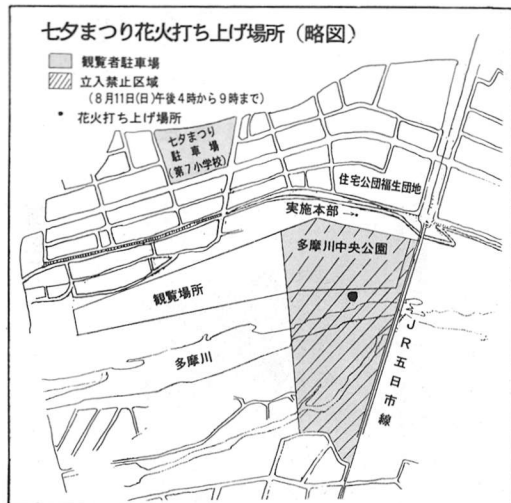 七夕まつり花火打ち上げ場所（略図）
観覧者駐車場
立入禁止区域
（8月11日(日)午後4時から9時まで）
花火打ち上げ場所
七夕まつり
駐車場
（第7小学校）
住宅公団福生団地
実施本部→
多摩川中央公園
観覧場所
多摩川
JR五日市線